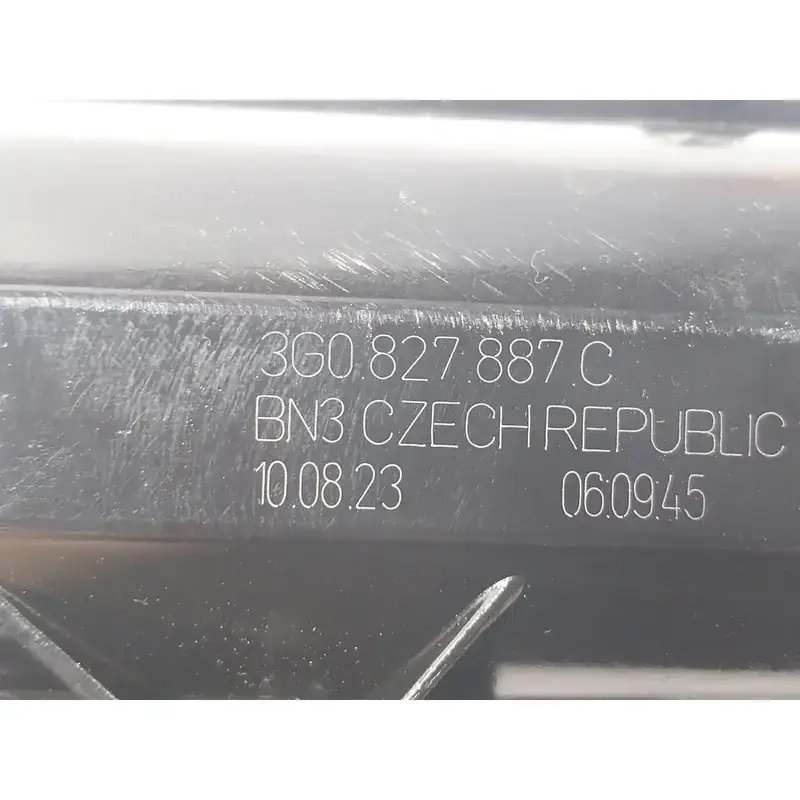 3G0.827.887.C
BN3 CZECH REPUBLIC
10.08.23 06:09:45